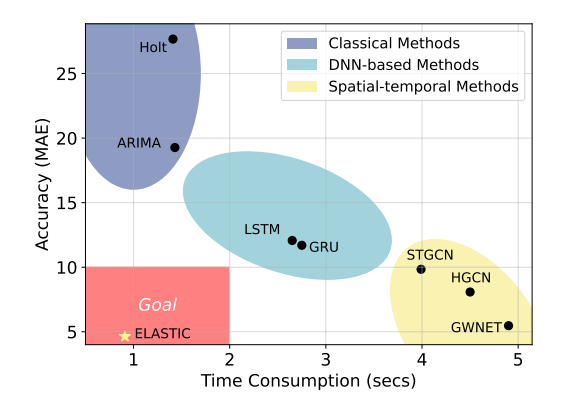 Classical Methods
DNN-based Methods
Spatial-temporal Methods
Holt
ARIMA
LSTM
GRU
STGCN
HGCN
GWNET
Goal
ELASTIC
25
20
15
10
5
1
2
3
4
5
Accuracy (MAE)
Time Consumption (secs)